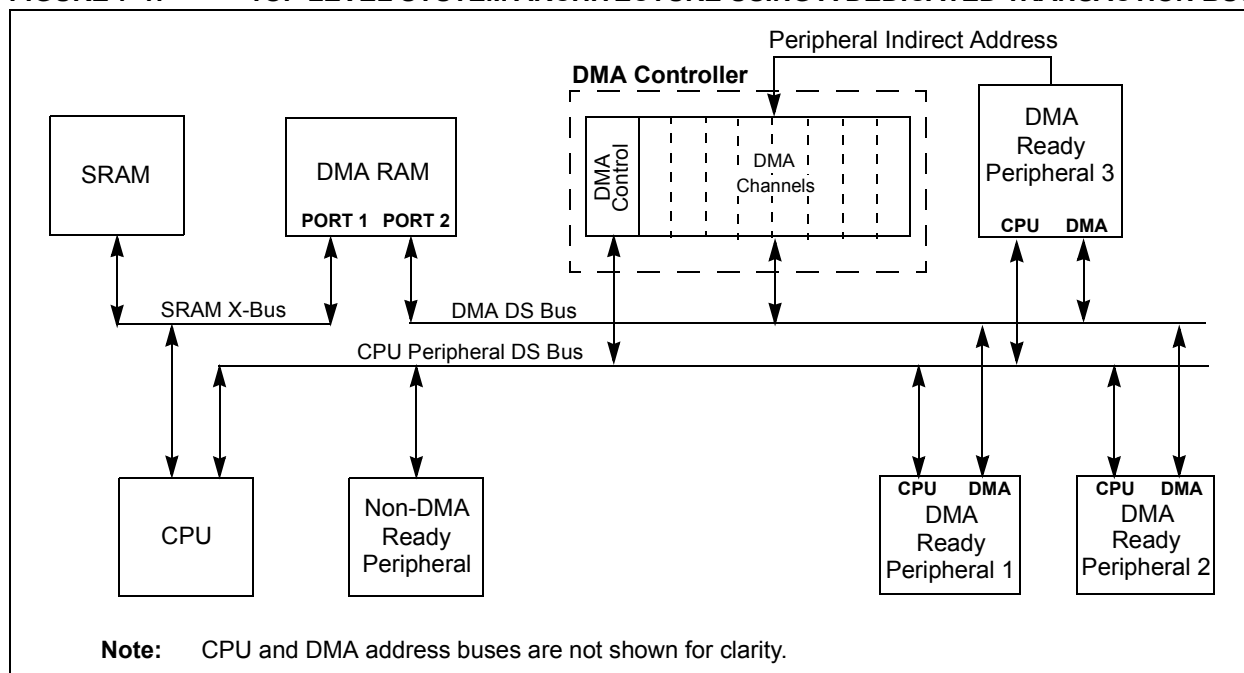 Peripheral Indirect Address
DMA Controller
SRAM
DMA RAM
PORT 1 PORT 2
DMA
Control
DMA
Channels
DMA
Ready
Peripheral 3
CPU DMA
SRAM X-Bus
DMA DS Bus
CPU Peripheral DS Bus
CPU
Non-DMA
Ready
Peripheral
CPU DMA
DMA
Ready
Peripheral 1
CPU DMA
DMA
Ready
Peripheral 2
Note: CPU and DMA address buses are not shown for clarity.